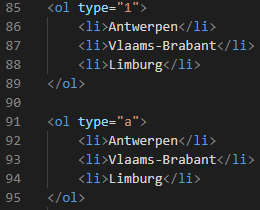 85 <ol type="1">
86     <li>Antwerpen</li>
87     <li>Vlaams-Brabant</li>
88     <li>Limburg</li>
89 </ol>
90
91 <ol type="a">
92     <li>Antwerpen</li>
93     <li>Vlaams-Brabant</li>
94     <li>Limburg</li>
95 </ol>